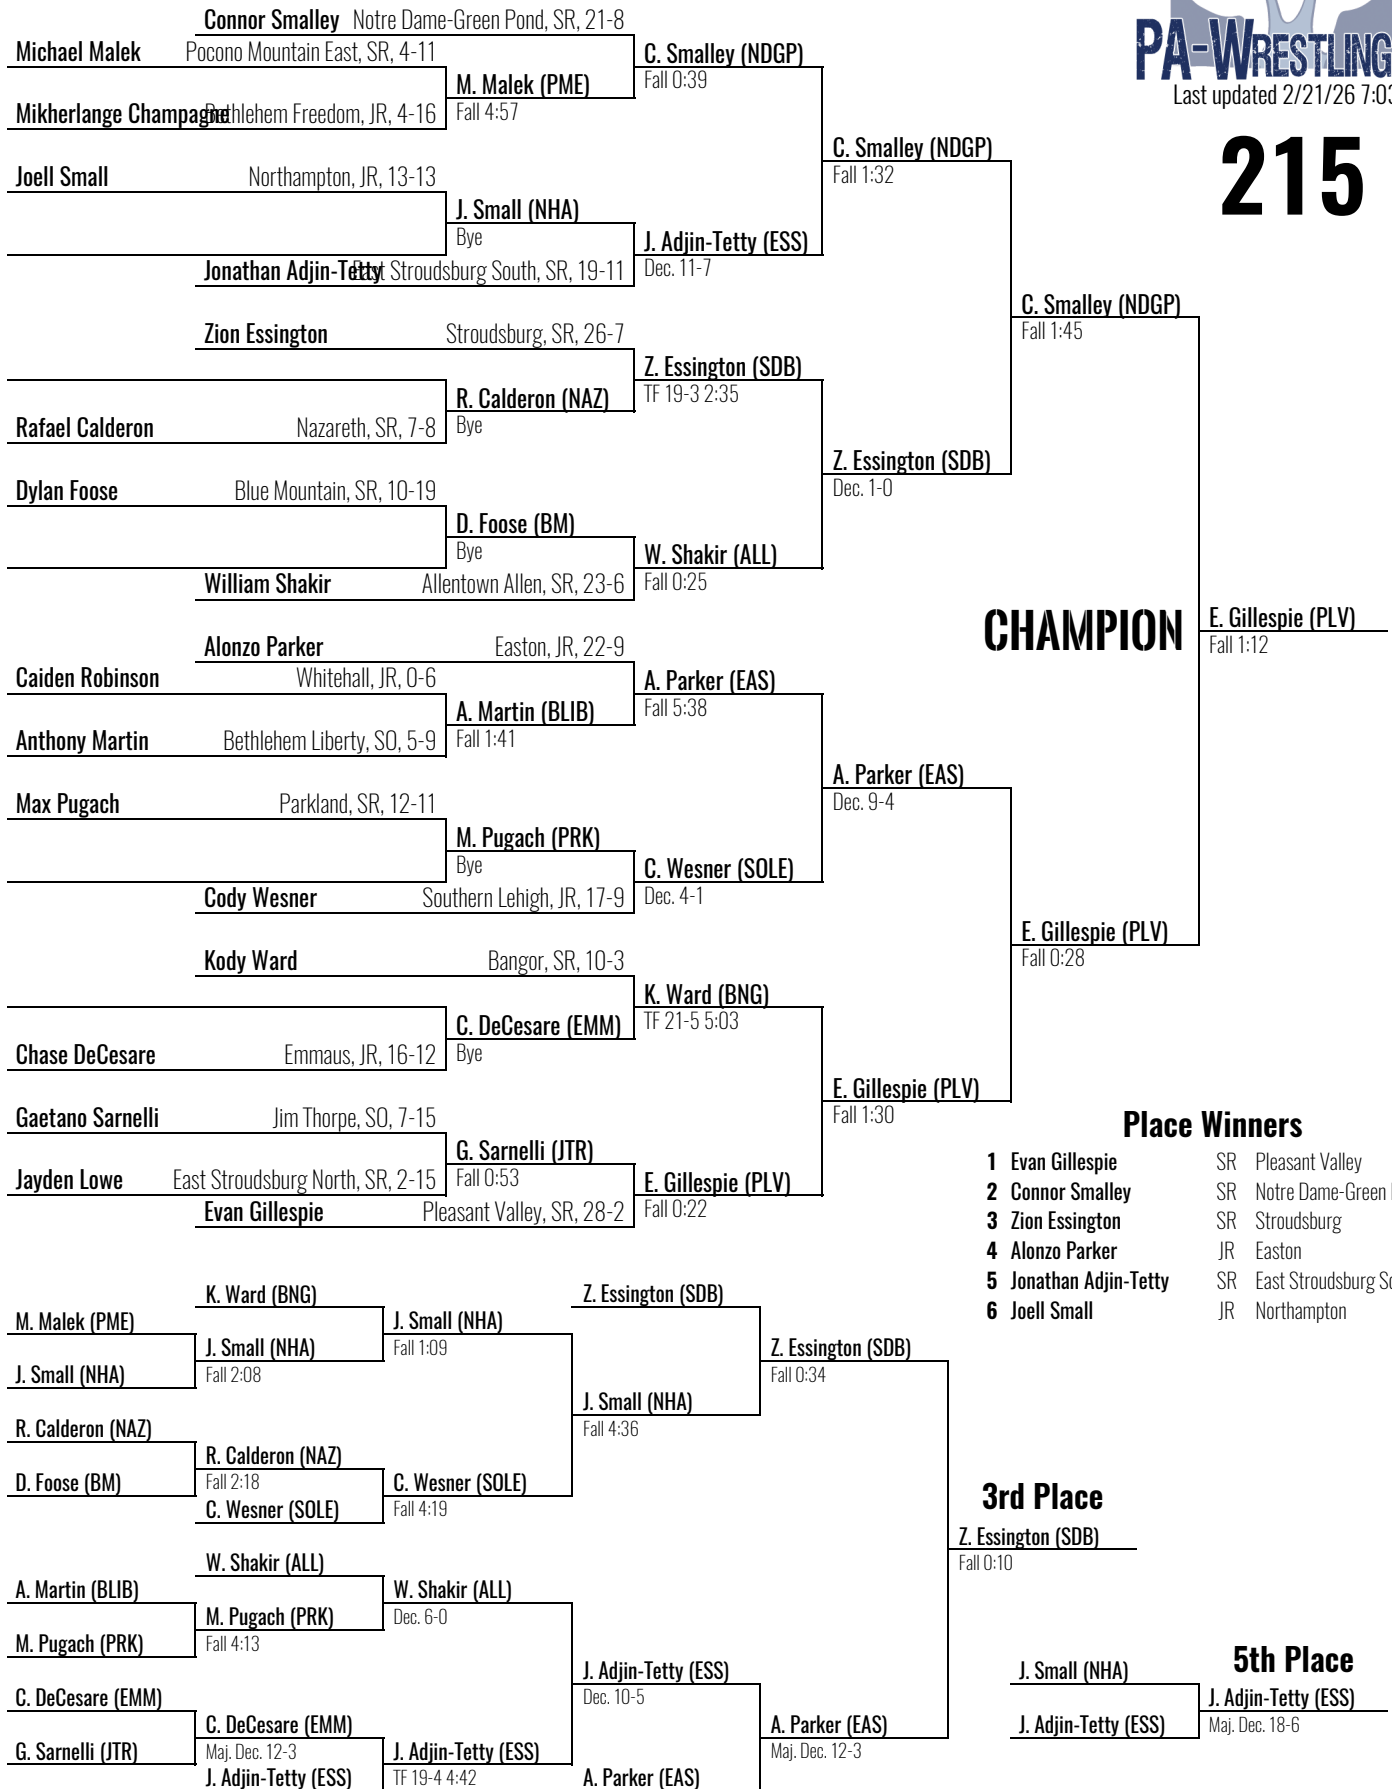 Connor Smalley Notre Dame-Green Pond, SR, 21-8
Michael Malek Pocono Mountain East, SR, 4-11
C. Smalley (NDGP)
Fall 0:39
M. Malek (PME)
Fall 4:57
Mikherlange Champagne Bethlehem Freedom, JR, 4-16
PA-WRESTLING
Last updated 2/21/26 7:03
215
C. Smalley (NDGP)
Fall 1:32
Joell Small Northampton, JR, 13-13
J. Small (NHA)
Bye
J. Adjin-Tetty (ESS)
Dec. 11-7
Jonathan Adjin-Tetty East Stroudsburg South, SR, 19-11
C. Smalley (NDGP)
Fall 1:45
Zion Essington Stroudsburg, SR, 26-7
Z. Essington (SDB)
TF 19-3 2:35
R. Calderon (NAZ)
Bye
Rafael Calderon Nazareth, SR, 7-8
Z. Essington (SDB)
Dec. 1-0
Dylan Foose Blue Mountain, SR, 10-19
D. Foose (BM)
Bye
W. Shakir (ALL)
Fall 0:25
William Shakir Allentown Allen, SR, 23-6
CHAMPION
E. Gillespie (PLV)
Fall 1:12
Alonzo Parker Easton, JR, 22-9
Caiden Robinson Whitehall, JR, 0-6
A. Parker (EAS)
Fall 5:38
A. Martin (BLIB)
Fall 1:41
Anthony Martin Bethlehem Liberty, SO, 5-9
A. Parker (EAS)
Dec. 9-4
Max Pugach Parkland, SR, 12-11
M. Pugach (PRK)
Bye
C. Wesner (SOLE)
Dec. 4-1
Cody Wesner Southern Lehigh, JR, 17-9
E. Gillespie (PLV)
Fall 0:28
Kody Ward Bangor, SR, 10-3
K. Ward (BNG)
TF 21-5 5:03
C. DeCesare (EMM)
Bye
Chase DeCesare Emmaus, JR, 16-12
E. Gillespie (PLV)
Fall 1:30
Gaetano Sarnelli Jim Thorpe, SO, 7-15
G. Sarnelli (JTR)
Fall 0:53
Jayden Lowe East Stroudsburg North, SR, 2-15
E. Gillespie (PLV)
Fall 0:22
Evan Gillespie Pleasant Valley, SR, 28-2
Place Winners
1 Evan Gillespie SR Pleasant Valley
2 Connor Smalley SR Notre Dame-Green
3 Zion Essington SR Stroudsburg
4 Alonzo Parker JR Easton
5 Jonathan Adjin-Tetty SR East Stroudsburg
6 Joell Small JR Northampton
K. Ward (BNG)
M. Malek (PME)
J. Small (NHA)
Fall 1:09
J. Small (NHA)
Fall 2:08
J. Small (NHA)
Z. Essington (SDB)
Z. Essington (SDB)
Fall 0:34
J. Small (NHA)
Fall 4:36
R. Calderon (NAZ)
R. Calderon (NAZ)
Fall 2:18
D. Foose (BM)
C. Wesner (SOLE)
Fall 4:19
C. Wesner (SOLE)
3rd Place
Z. Essington (SDB)
Fall 0:10
W. Shakir (ALL)
A. Martin (BLIB)
W. Shakir (ALL)
Dec. 6-0
M. Pugach (PRK)
Fall 4:13
M. Pugach (PRK)
J. Adjin-Tetty (ESS)
Dec. 10-5
C. DeCesare (EMM)
C. DeCesare (EMM)
Maj. Dec. 12-3
G. Sarnelli (JTR)
J. Adjin-Tetty (ESS)
TF 19-4 4:42
J. Adjin-Tetty (ESS)
A. Parker (EAS)
Maj. Dec. 12-3
A. Parker (EAS)
5th Place
J. Small (NHA)
J. Adjin-Tetty (ESS)
Maj. Dec. 18-6
J. Adjin-Tetty (ESS)